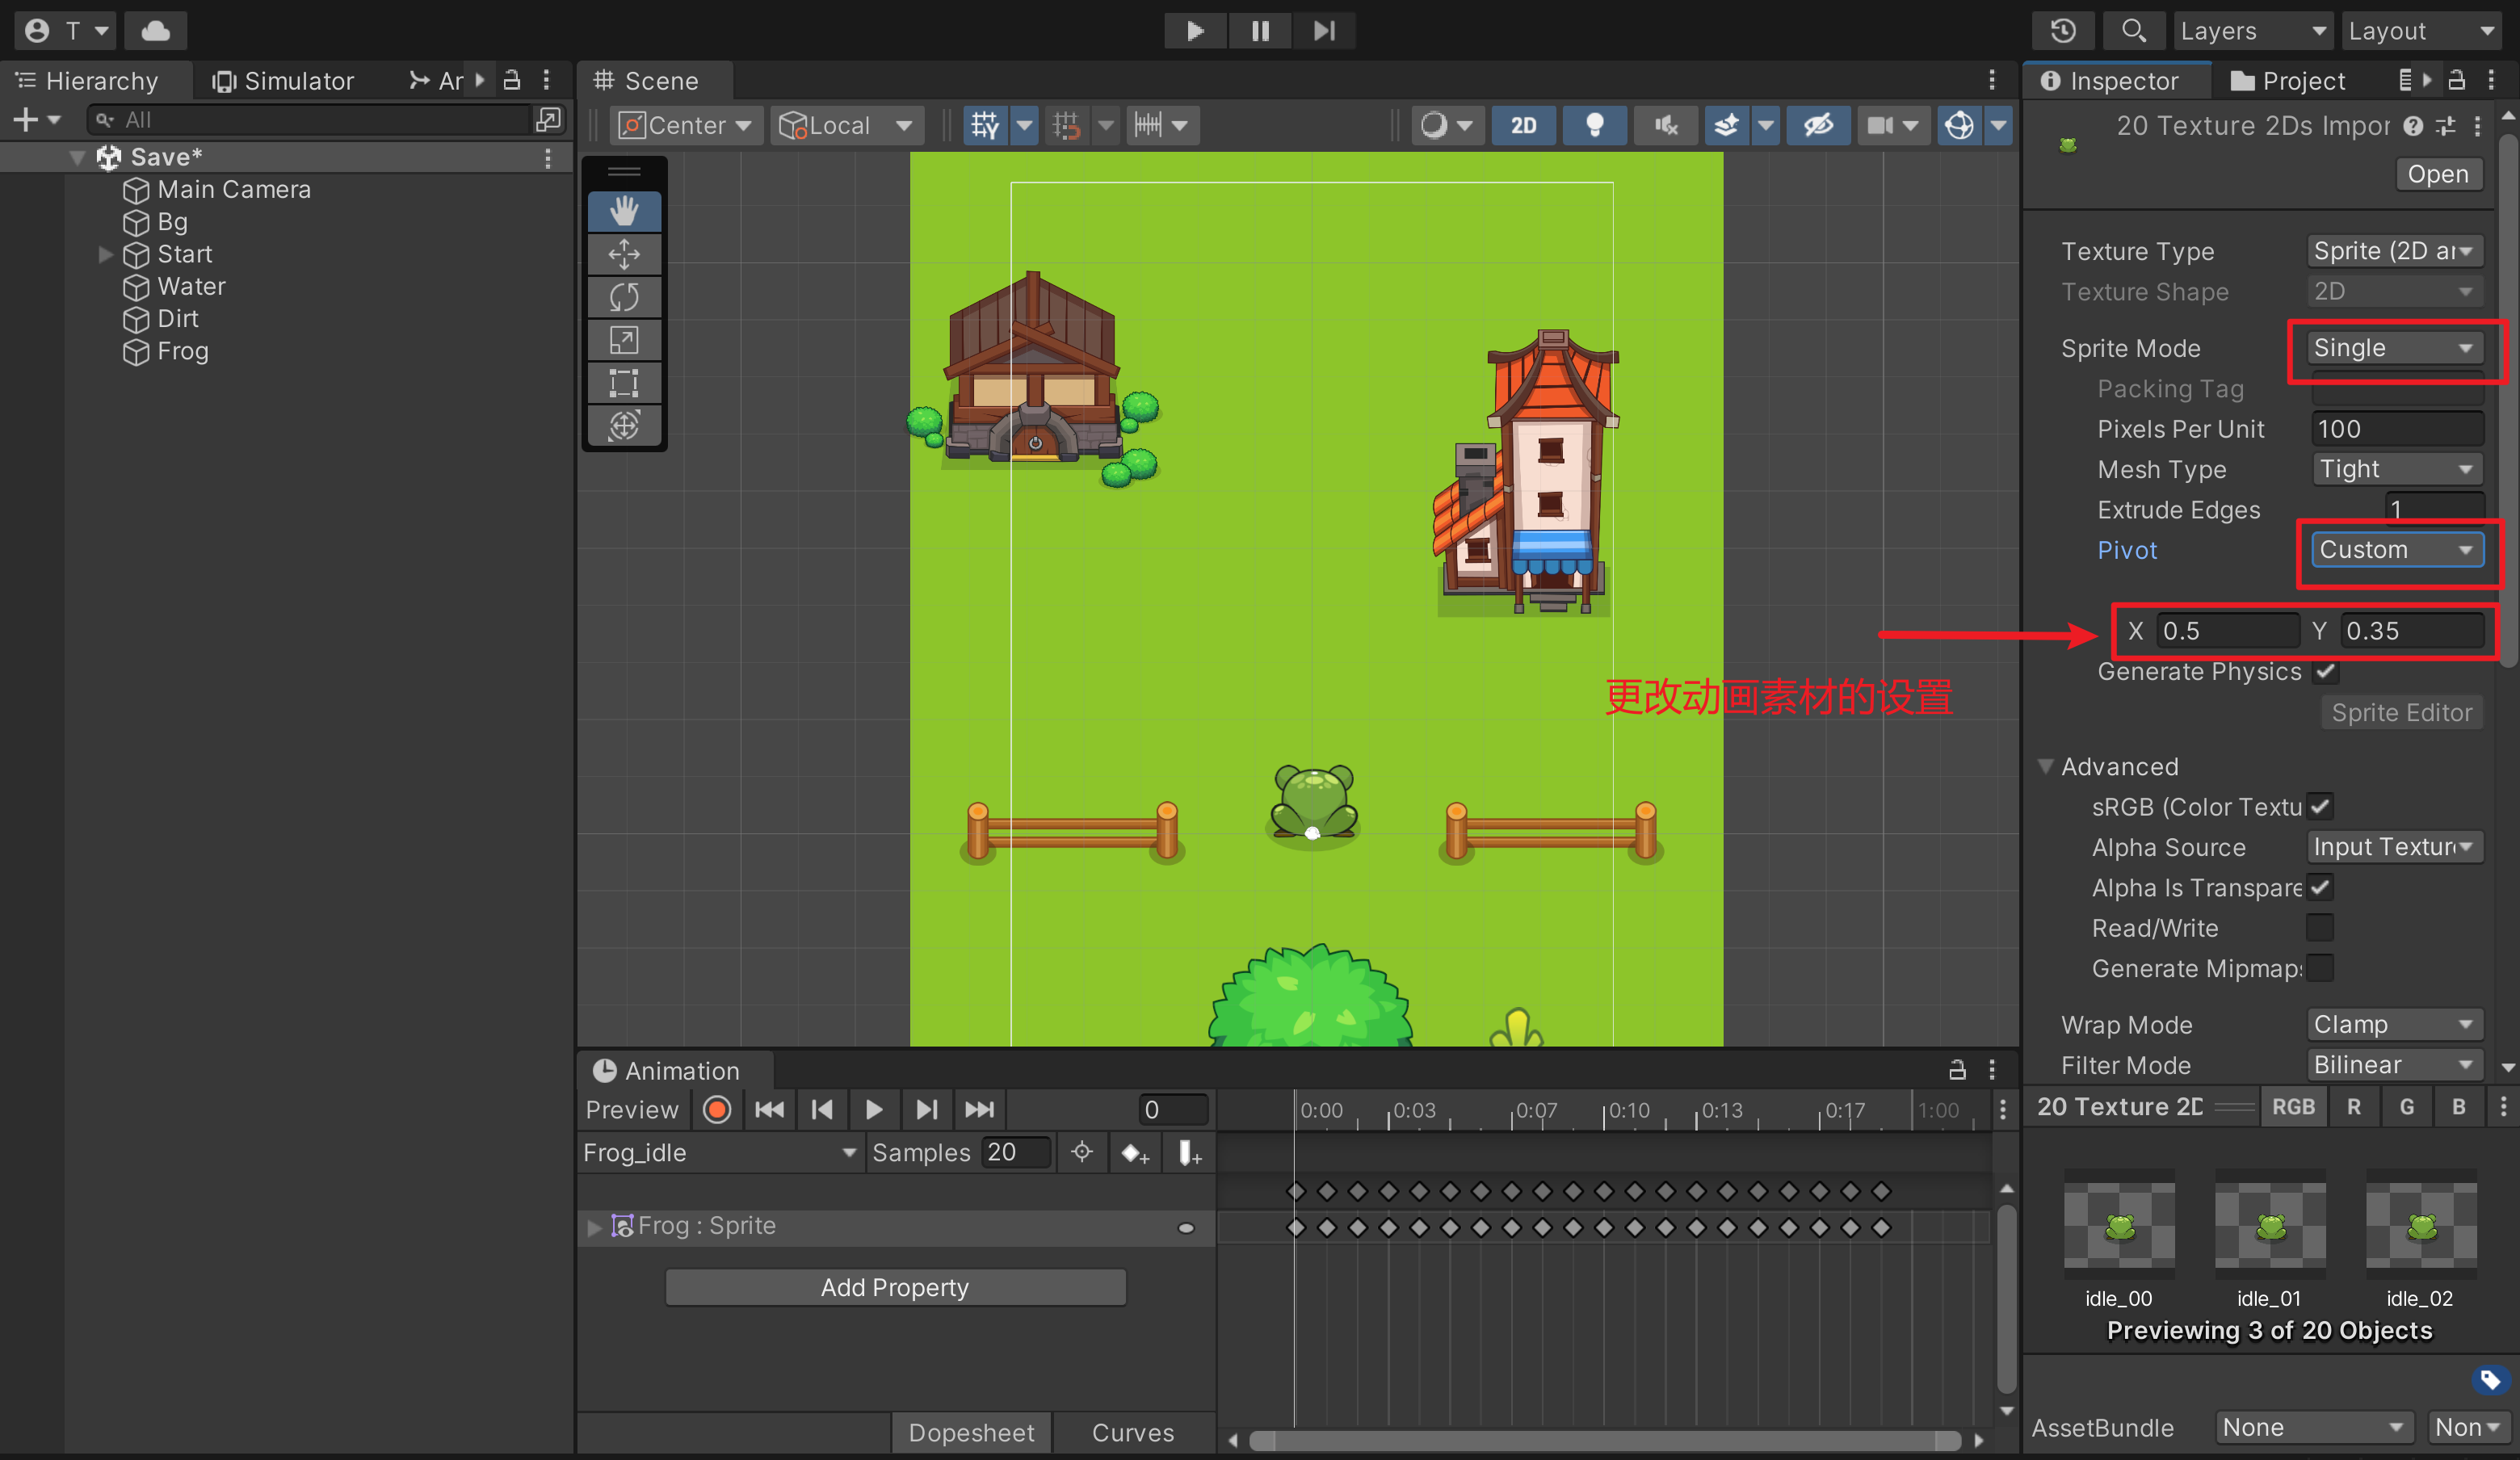 T
Layers
Layout
Hierarchy
Simulator
Ar
Scene
Inspector
Project
All
Center
Local
2D
20 Texture 2Ds Impor
Open
Save*
Main Camera
Bg
Start
Water
Dirt
Frog
Texture Type
Sprite (2D ar
Texture Shape
2D
Sprite Mode
Single
Packing Tag
Pixels Per Unit
100
Mesh Type
Tight
Extrude Edges
1
Pivot
Custom
X 0.5 Y 0.35
Generate Physics
更改动画素材的设置
Sprite Editor
Advanced
sRGB (Color Textu
Alpha Source
Input Textur
Alpha Is Transpare
Read/Write
Generate Mipmaps
Wrap Mode
Clamp
Filter Mode
Bilinear
Animation
Preview
0
0:00
0:03
0:07
0:10
0:13
0:17
1:00
20 Texture 2D
RGB
R
G
B
Frog_idle
Samples
20
Frog : Sprite
Add Property
idle_00
idle_01
idle_02
Previewing 3 of 20 Objects
Dopesheet
Curves
AssetBundle
None
Non